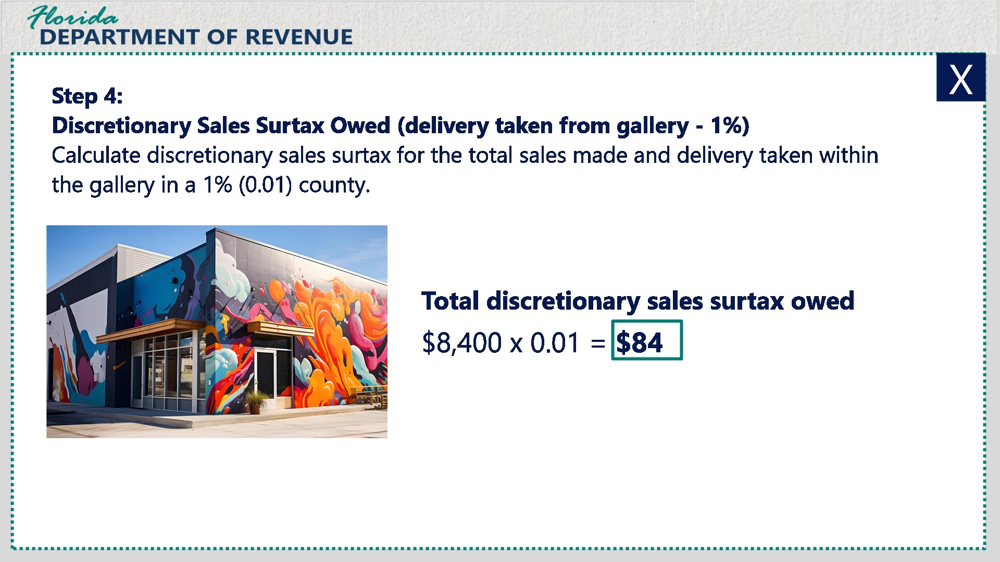 Florida
DEPARTMENT OF REVENUE
X
Step 4:
Discretionary Sales Surtax Owed (delivery taken from gallery - 1%)
Calculate discretionary sales surtax for the total sales made and delivery taken within
the gallery in a 1% (0.01) county.
Total discretionary sales surtax owed
$8,400 x 0.01 = $84